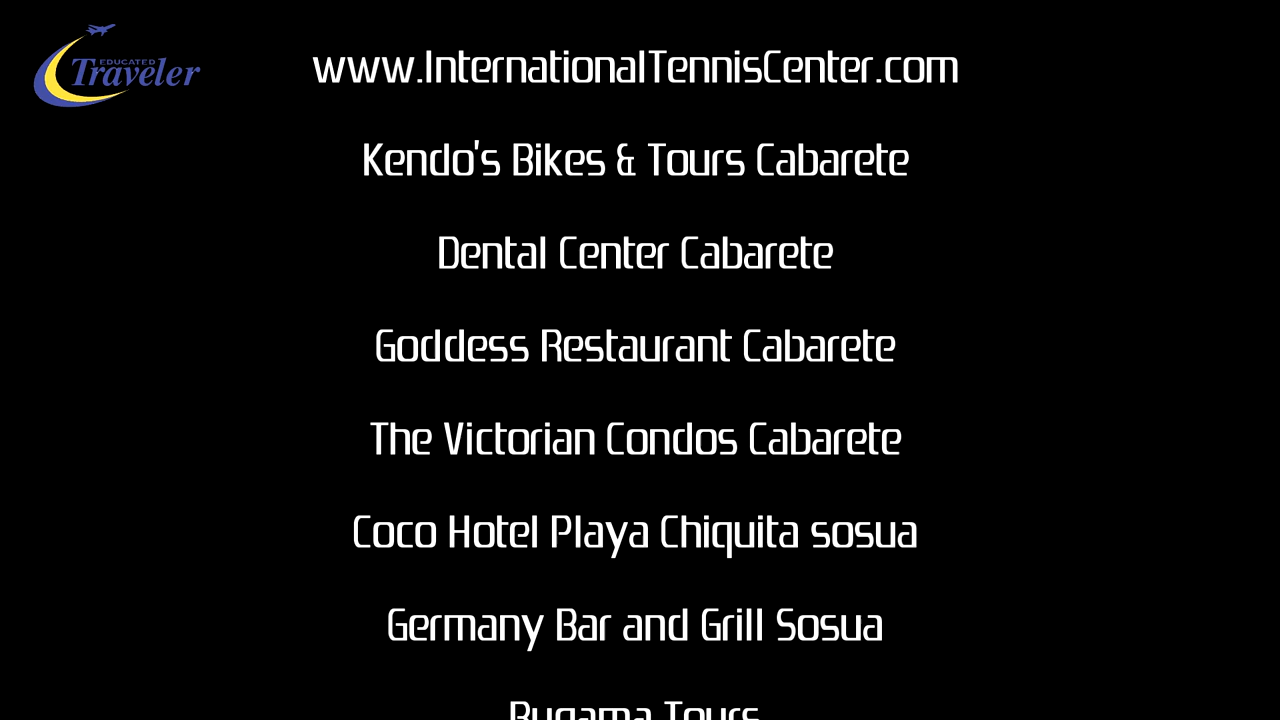 EDUCATED
Traveler
www.InternationalTennisCenter.com
Kendo's Bikes & Tours Cabarete
Dental Center Cabarete
Goddess Restaurant Cabarete
The Victorian Condos Cabarete
Coco Hotel Playa Chiquita sosua
Germany Bar and Grill Sosua
Tours